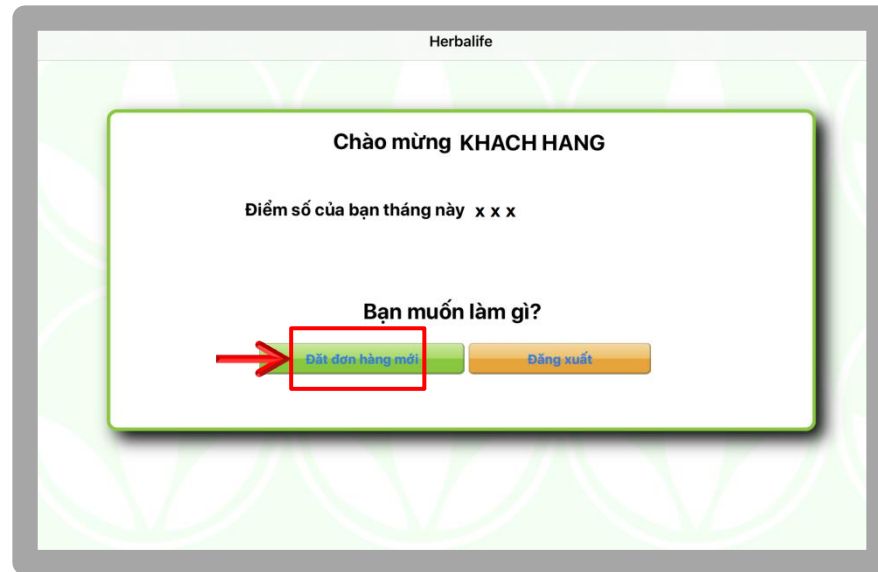 Herbalife
Chào mừng KHACH HANG
Điểm số của bạn tháng này x x x
Bạn muốn làm gì?
Đăt đơn hàng mới
Đăng xuất